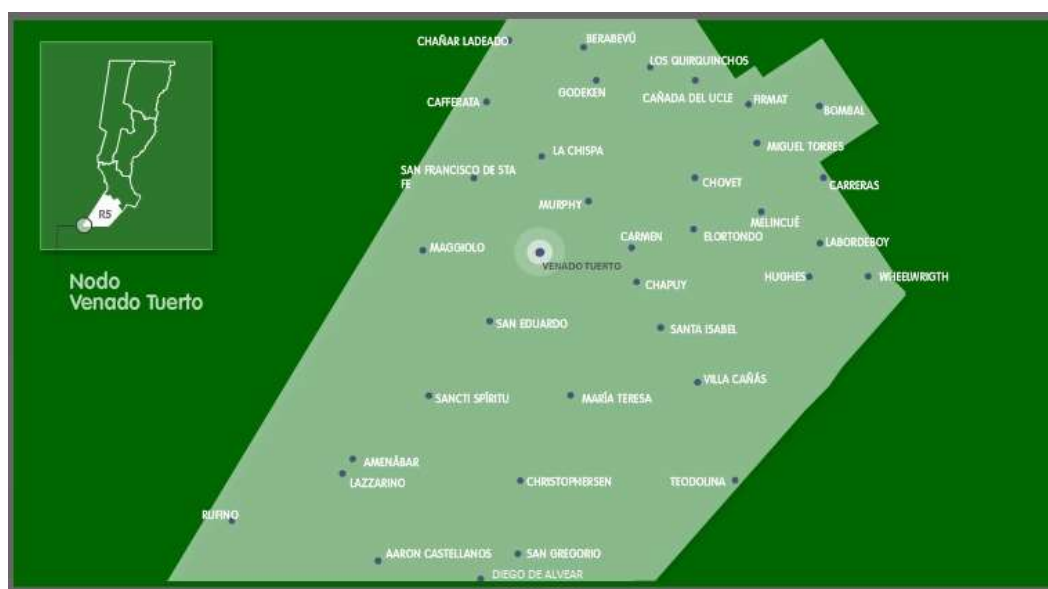 CHAÑAR LADEADO
BERABEVÚ
LOS QUIRQUINCHOS
GODEKEN
CAÑADA DEL UCLE
FIRMAT
CAFFERATA
BOMBAL
LA CHISPA
MIGUEL TORRES
SAN FRANCISCO DE STA
FE
CHOVET
CARRERAS
MURPHY
MELINCUÉ
R5
CARMEN
ELORTONDO
LABORDEBOY
MAGGIOLO
VENADO TUERTO
Nodo
Venado Tuerto
CHAPUY
HUGHES
WHEELWRIGTH
SAN EDUARDO
SANTA ISABEL
VILLA CAÑÁS
SANCTI SPÍRITU
MARÍA TERESA
AMENÁBAR
LAZZARINO
CHRISTOPHERSEN
TEODOLINA
RUFINO
AARON CASTELLANOS
SAN GREGORIO
DIEGO DE ALVEAR